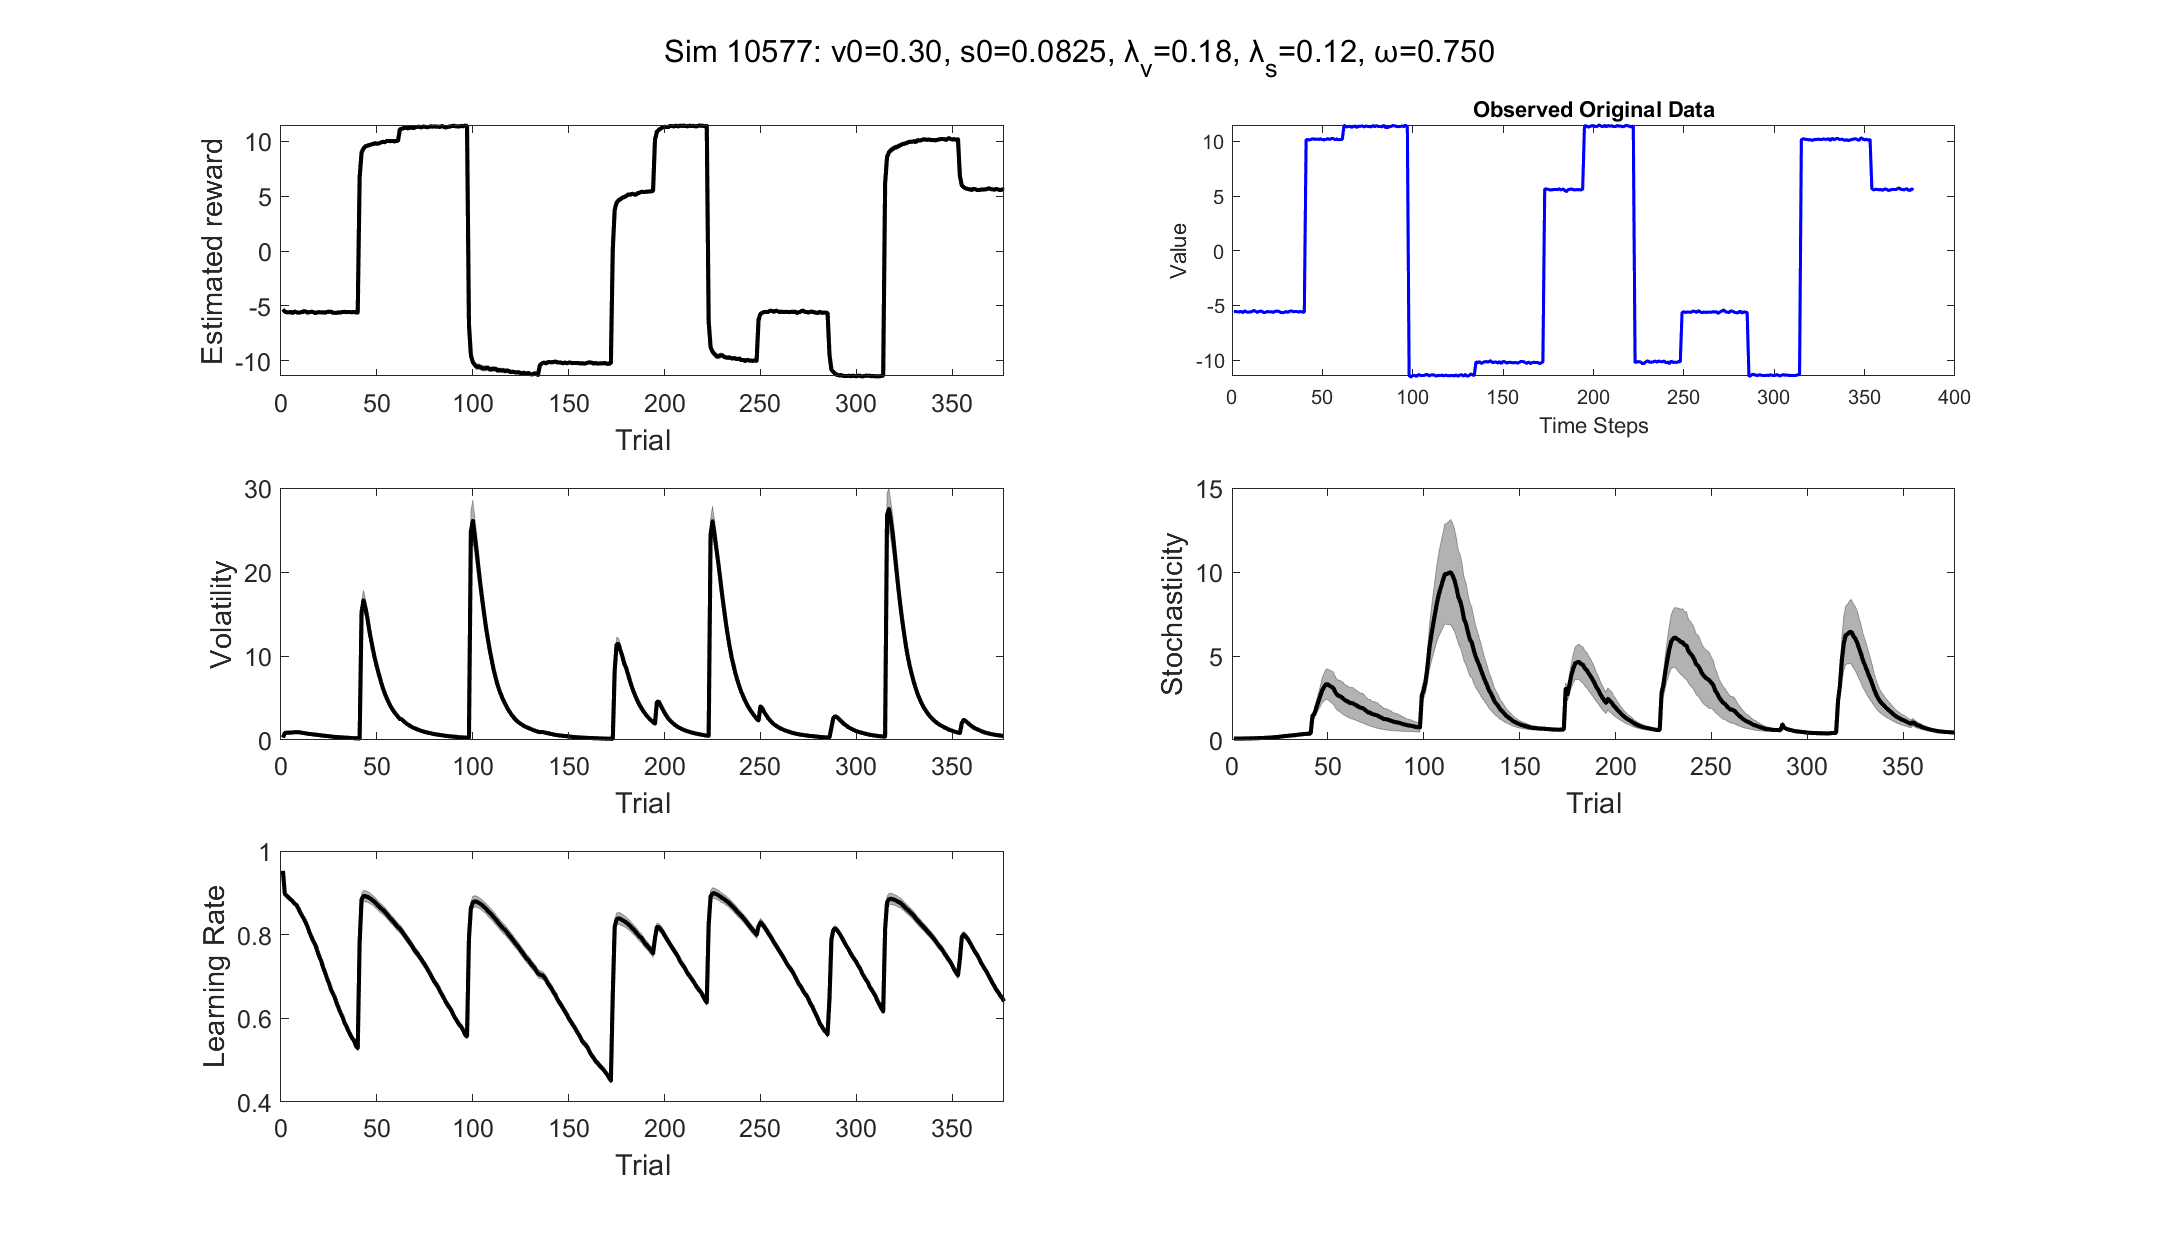 Sim 10577: v0=0.30, s0=0.0825, λ_v=0.18, λ_s=0.12, ω=0.750
Estimated reward
10
5
0
-5
-10
0 50 100 150 200 250 300 350
Trial
Observed Original Data
Value
10
5
0
-5
-10
0 50 100 150 200 250 300 350 400
Time Steps
Volatility
30
20
10
0
0 50 100 150 200 250 300 350
Trial
Stochasticity
15
10
5
0
0 50 100 150 200 250 300 350
Trial
Learning Rate
1
0.8
0.6
0.4
0 50 100 150 200 250 300 350
Trial